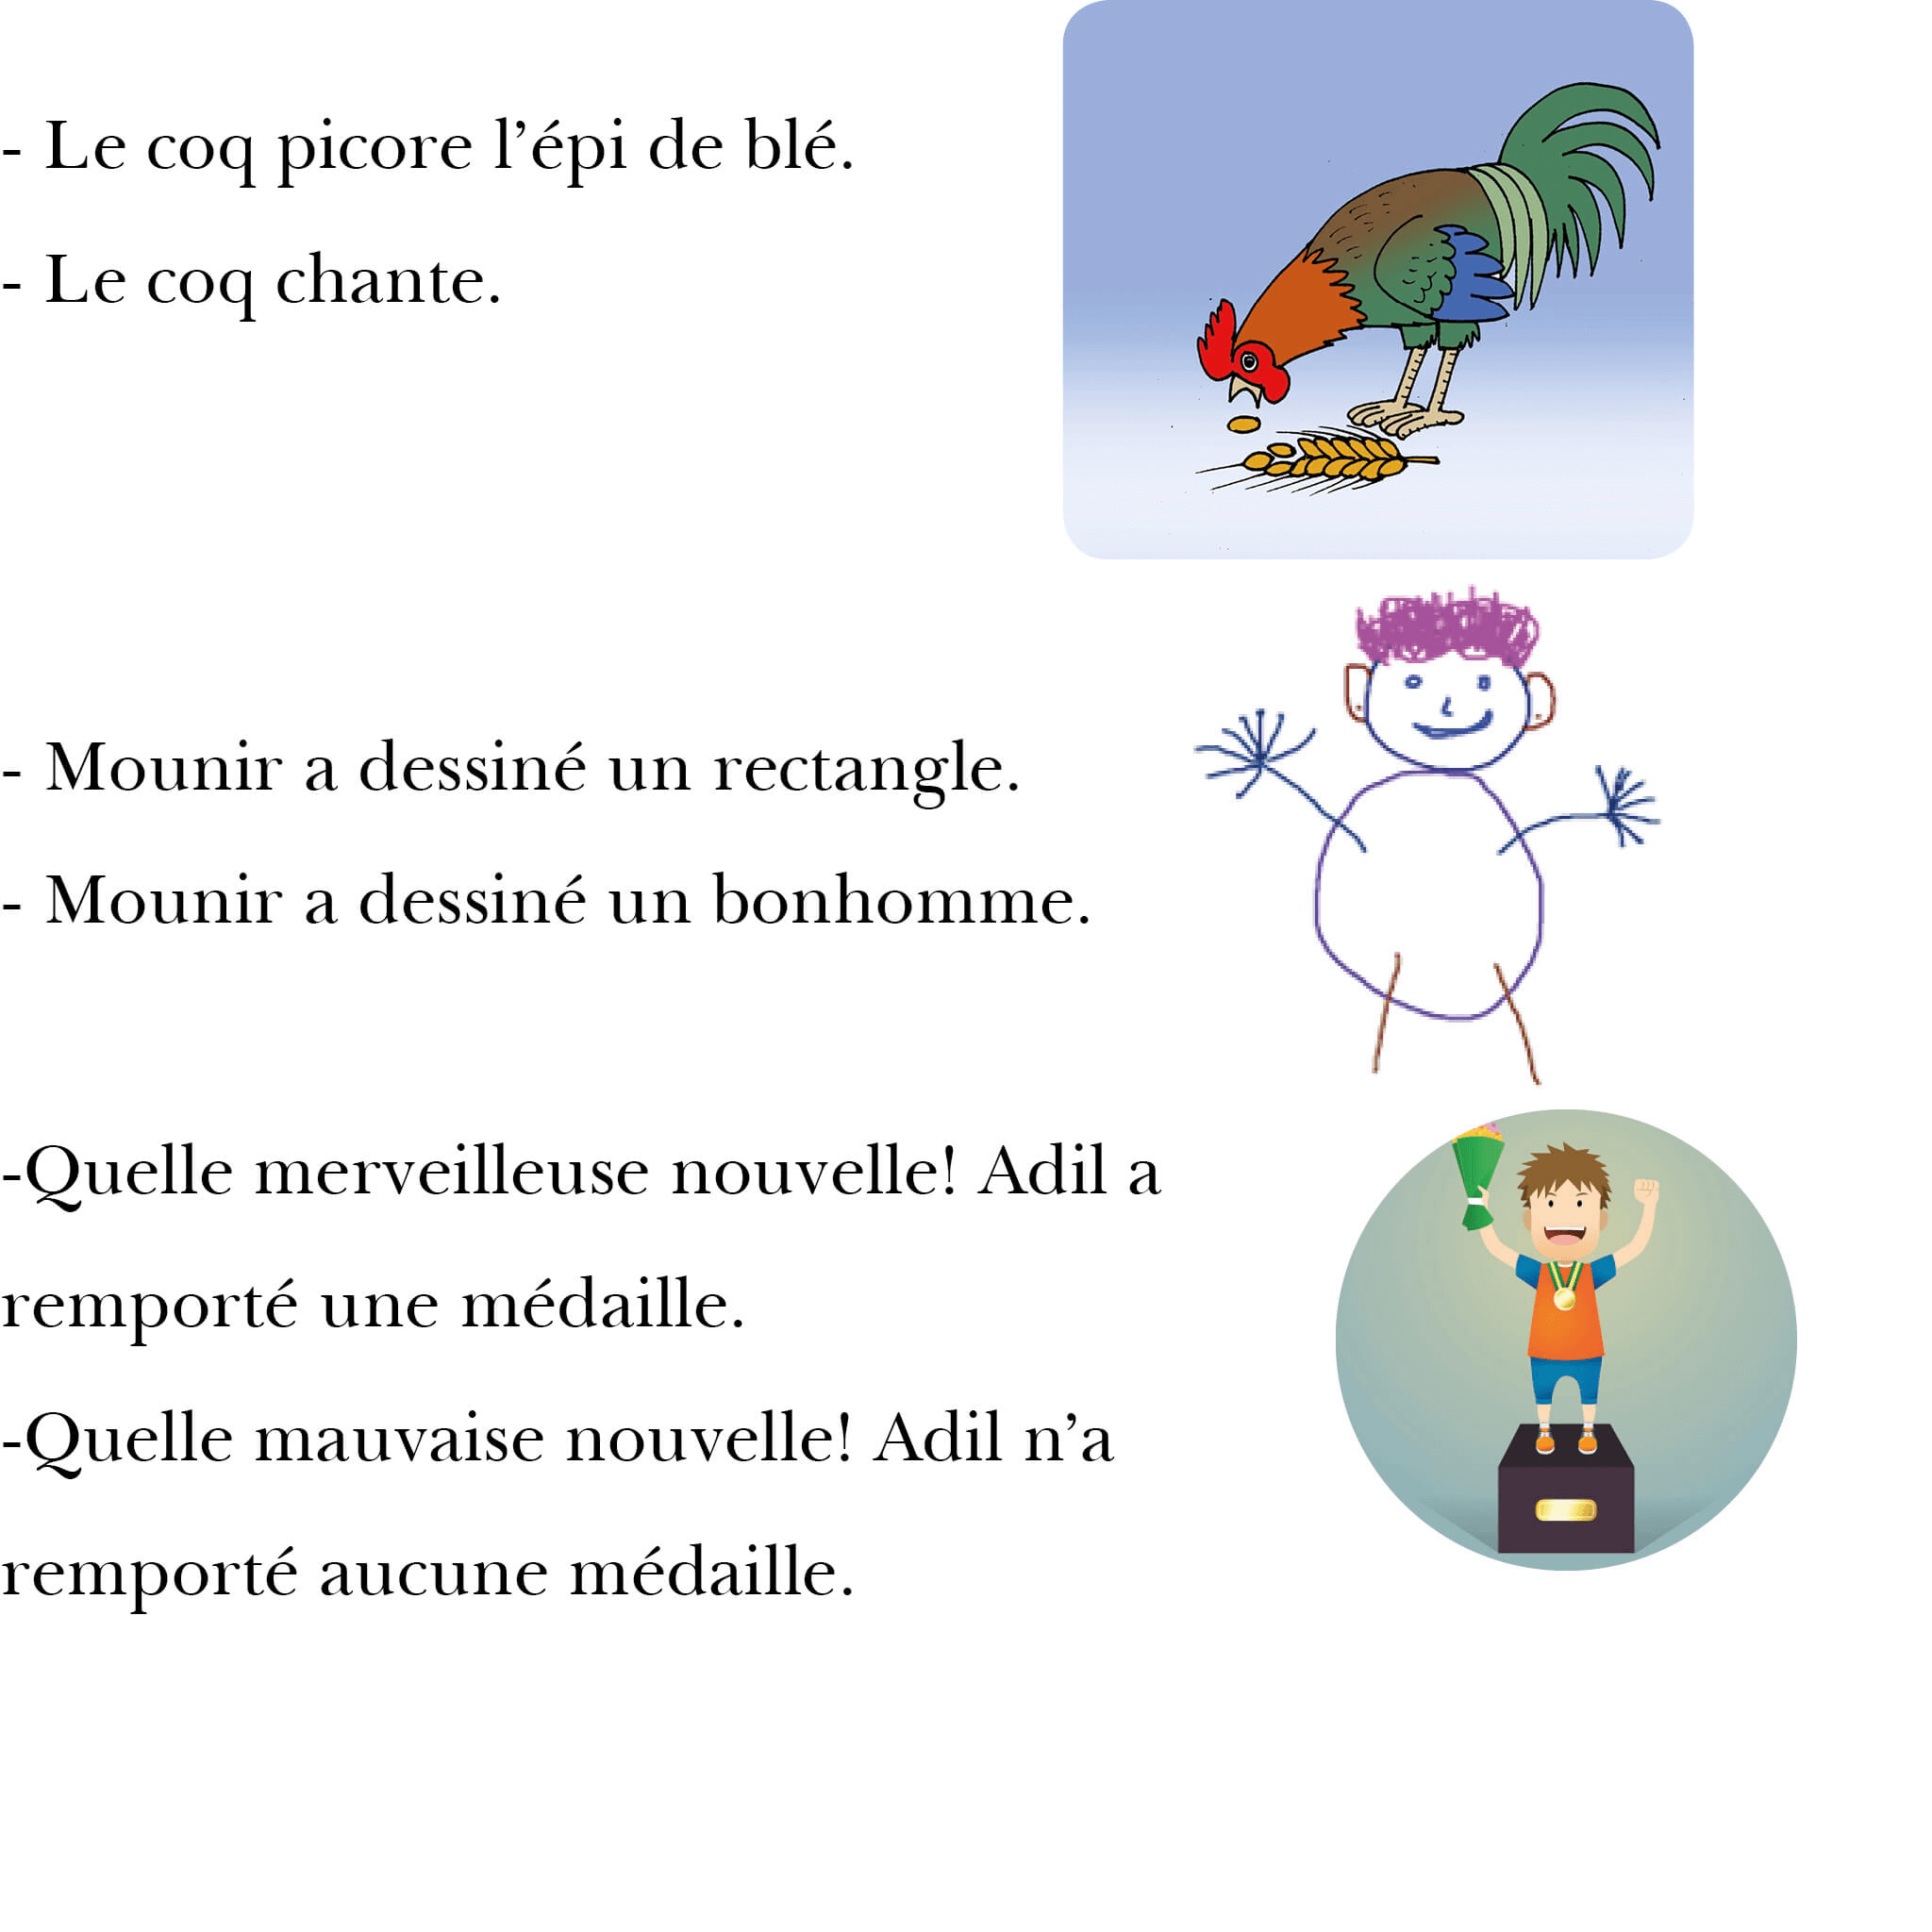 - Le coq picore l’épi de blé.
- Le coq chante.
- Mounir a dessiné un rectangle.
- Mounir a dessiné un bonhomme.
-Quelle merveilleuse nouvelle! Adil a
remporté une médaille.
-Quelle mauvaise nouvelle! Adil n’a
remporté aucune médaille.